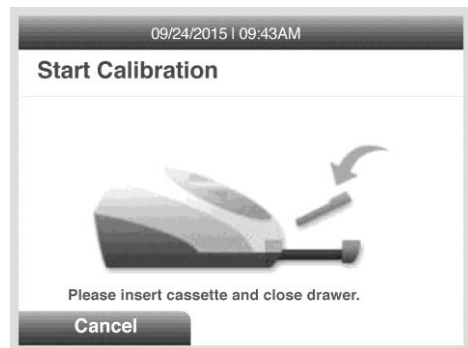 09/24/2015 | 09:43AM
Start Calibration
Please insert cassette and close drawer.
Cancel